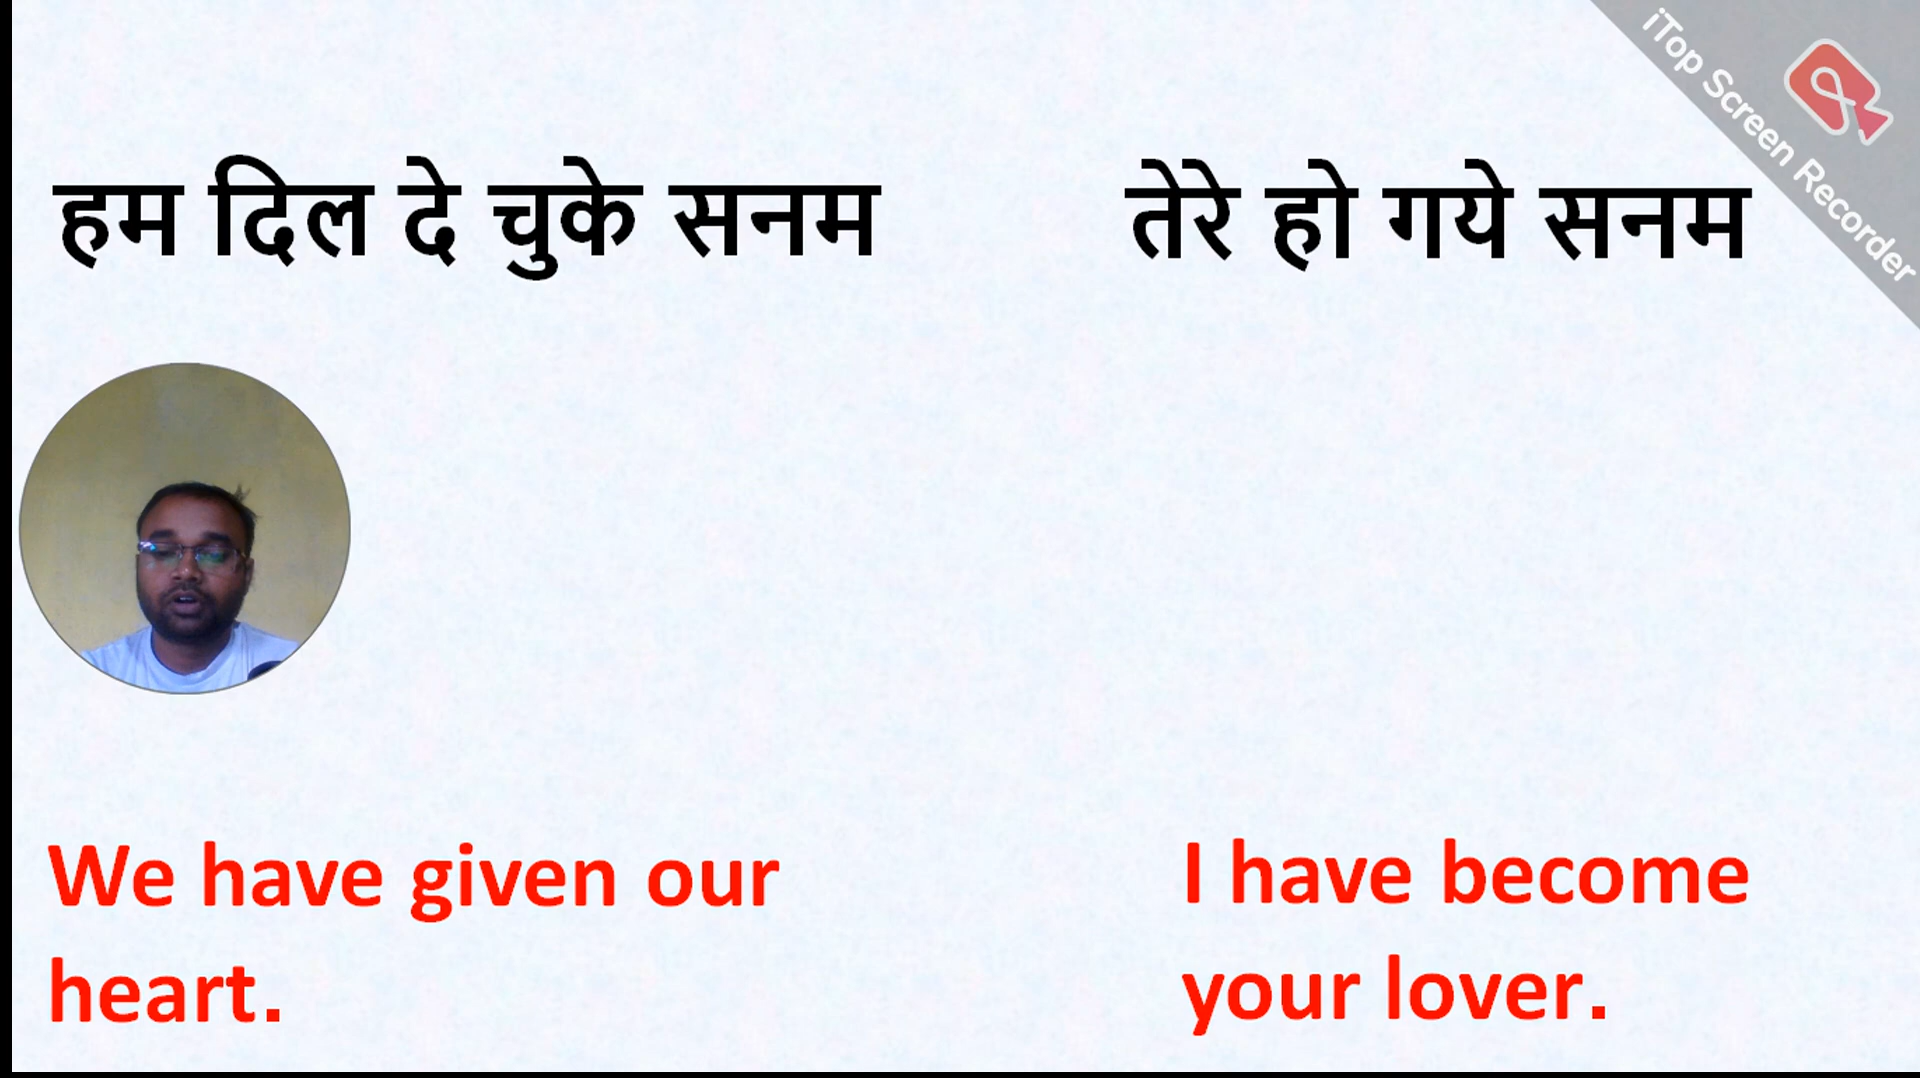 हम दिल दे चुके सनम
तेरे हो गये सनम
iTop Screen Recorder
We have given our
heart.
I have become
your lover.